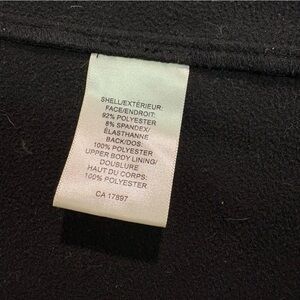 SHELL/EXTÉRIEUR:
FACE/ENDROIT:
92% POLYESTER
8% SPANDEX/
ÉLASTHANNE
BACK/DOS:
100% POLYESTER
UPPER BODY LINING/
DOUBLURE
HAUT DU CORPS:
100% POLYESTER
CA 17897